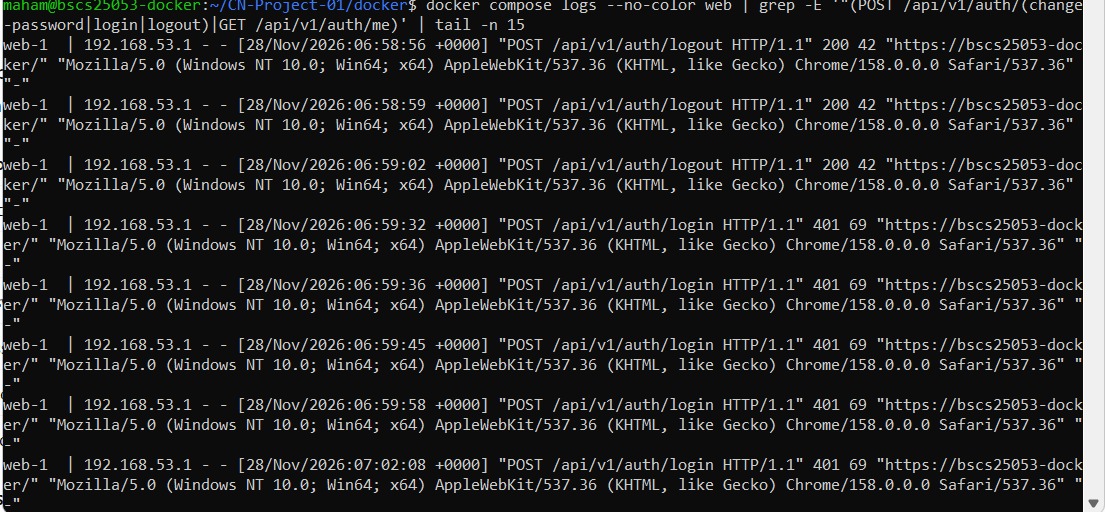 maham@bscs25053-docker:~/CN-Project-01/docker$ docker compose logs --no-color web | grep -E '"(POST /api/v1/auth/(change
-password|login|logout)|GET /api/v1/auth/me)' | tail -n 15
web-1  | 192.168.53.1 - - [28/Nov/2026:06:58:56 +0000] "POST /api/v1/auth/logout HTTP/1.1" 200 42 "https://bscs25053-doc
ker/" "Mozilla/5.0 (Windows NT 10.0; Win64; x64) AppleWebKit/537.36 (KHTML, like Gecko) Chrome/158.0.0.0 Safari/537.36"
"-"
web-1  | 192.168.53.1 - - [28/Nov/2026:06:58:59 +0000] "POST /api/v1/auth/logout HTTP/1.1" 200 42 "https://bscs25053-doc
ker/" "Mozilla/5.0 (Windows NT 10.0; Win64; x64) AppleWebKit/537.36 (KHTML, like Gecko) Chrome/158.0.0.0 Safari/537.36"
"-"
web-1  | 192.168.53.1 - - [28/Nov/2026:06:59:02 +0000] "POST /api/v1/auth/logout HTTP/1.1" 200 42 "https://bscs25053-doc
ker/" "Mozilla/5.0 (Windows NT 10.0; Win64; x64) AppleWebKit/537.36 (KHTML, like Gecko) Chrome/158.0.0.0 Safari/537.36"
"-"
web-1  | 192.168.53.1 - - [28/Nov/2026:06:59:32 +0000] "POST /api/v1/auth/login HTTP/1.1" 401 69 "https://bscs25053-dock
er/" "Mozilla/5.0 (Windows NT 10.0; Win64; x64) AppleWebKit/537.36 (KHTML, like Gecko) Chrome/158.0.0.0 Safari/537.36" "
-"
web-1  | 192.168.53.1 - - [28/Nov/2026:06:59:36 +0000] "POST /api/v1/auth/login HTTP/1.1" 401 69 "https://bscs25053-dock
er/" "Mozilla/5.0 (Windows NT 10.0; Win64; x64) AppleWebKit/537.36 (KHTML, like Gecko) Chrome/158.0.0.0 Safari/537.36" "
-"
web-1  | 192.168.53.1 - - [28/Nov/2026:06:59:45 +0000] "POST /api/v1/auth/login HTTP/1.1" 401 69 "https://bscs25053-dock
er/" "Mozilla/5.0 (Windows NT 10.0; Win64; x64) AppleWebKit/537.36 (KHTML, like Gecko) Chrome/158.0.0.0 Safari/537.36" "
-"
web-1  | 192.168.53.1 - - [28/Nov/2026:06:59:58 +0000] "POST /api/v1/auth/login HTTP/1.1" 401 69 "https://bscs25053-dock
er/" "Mozilla/5.0 (Windows NT 10.0; Win64; x64) AppleWebKit/537.36 (KHTML, like Gecko) Chrome/158.0.0.0 Safari/537.36" "
-"
web-1  | 192.168.53.1 - - [28/Nov/2026:07:02:08 +0000] "POST /api/v1/auth/login HTTP/1.1" 401 69 "https://bscs25053-dock
er/" "Mozilla/5.0 (Windows NT 10.0; Win64; x64) AppleWebKit/537.36 (KHTML, like Gecko) Chrome/158.0.0.0 Safari/537.36" "
-"